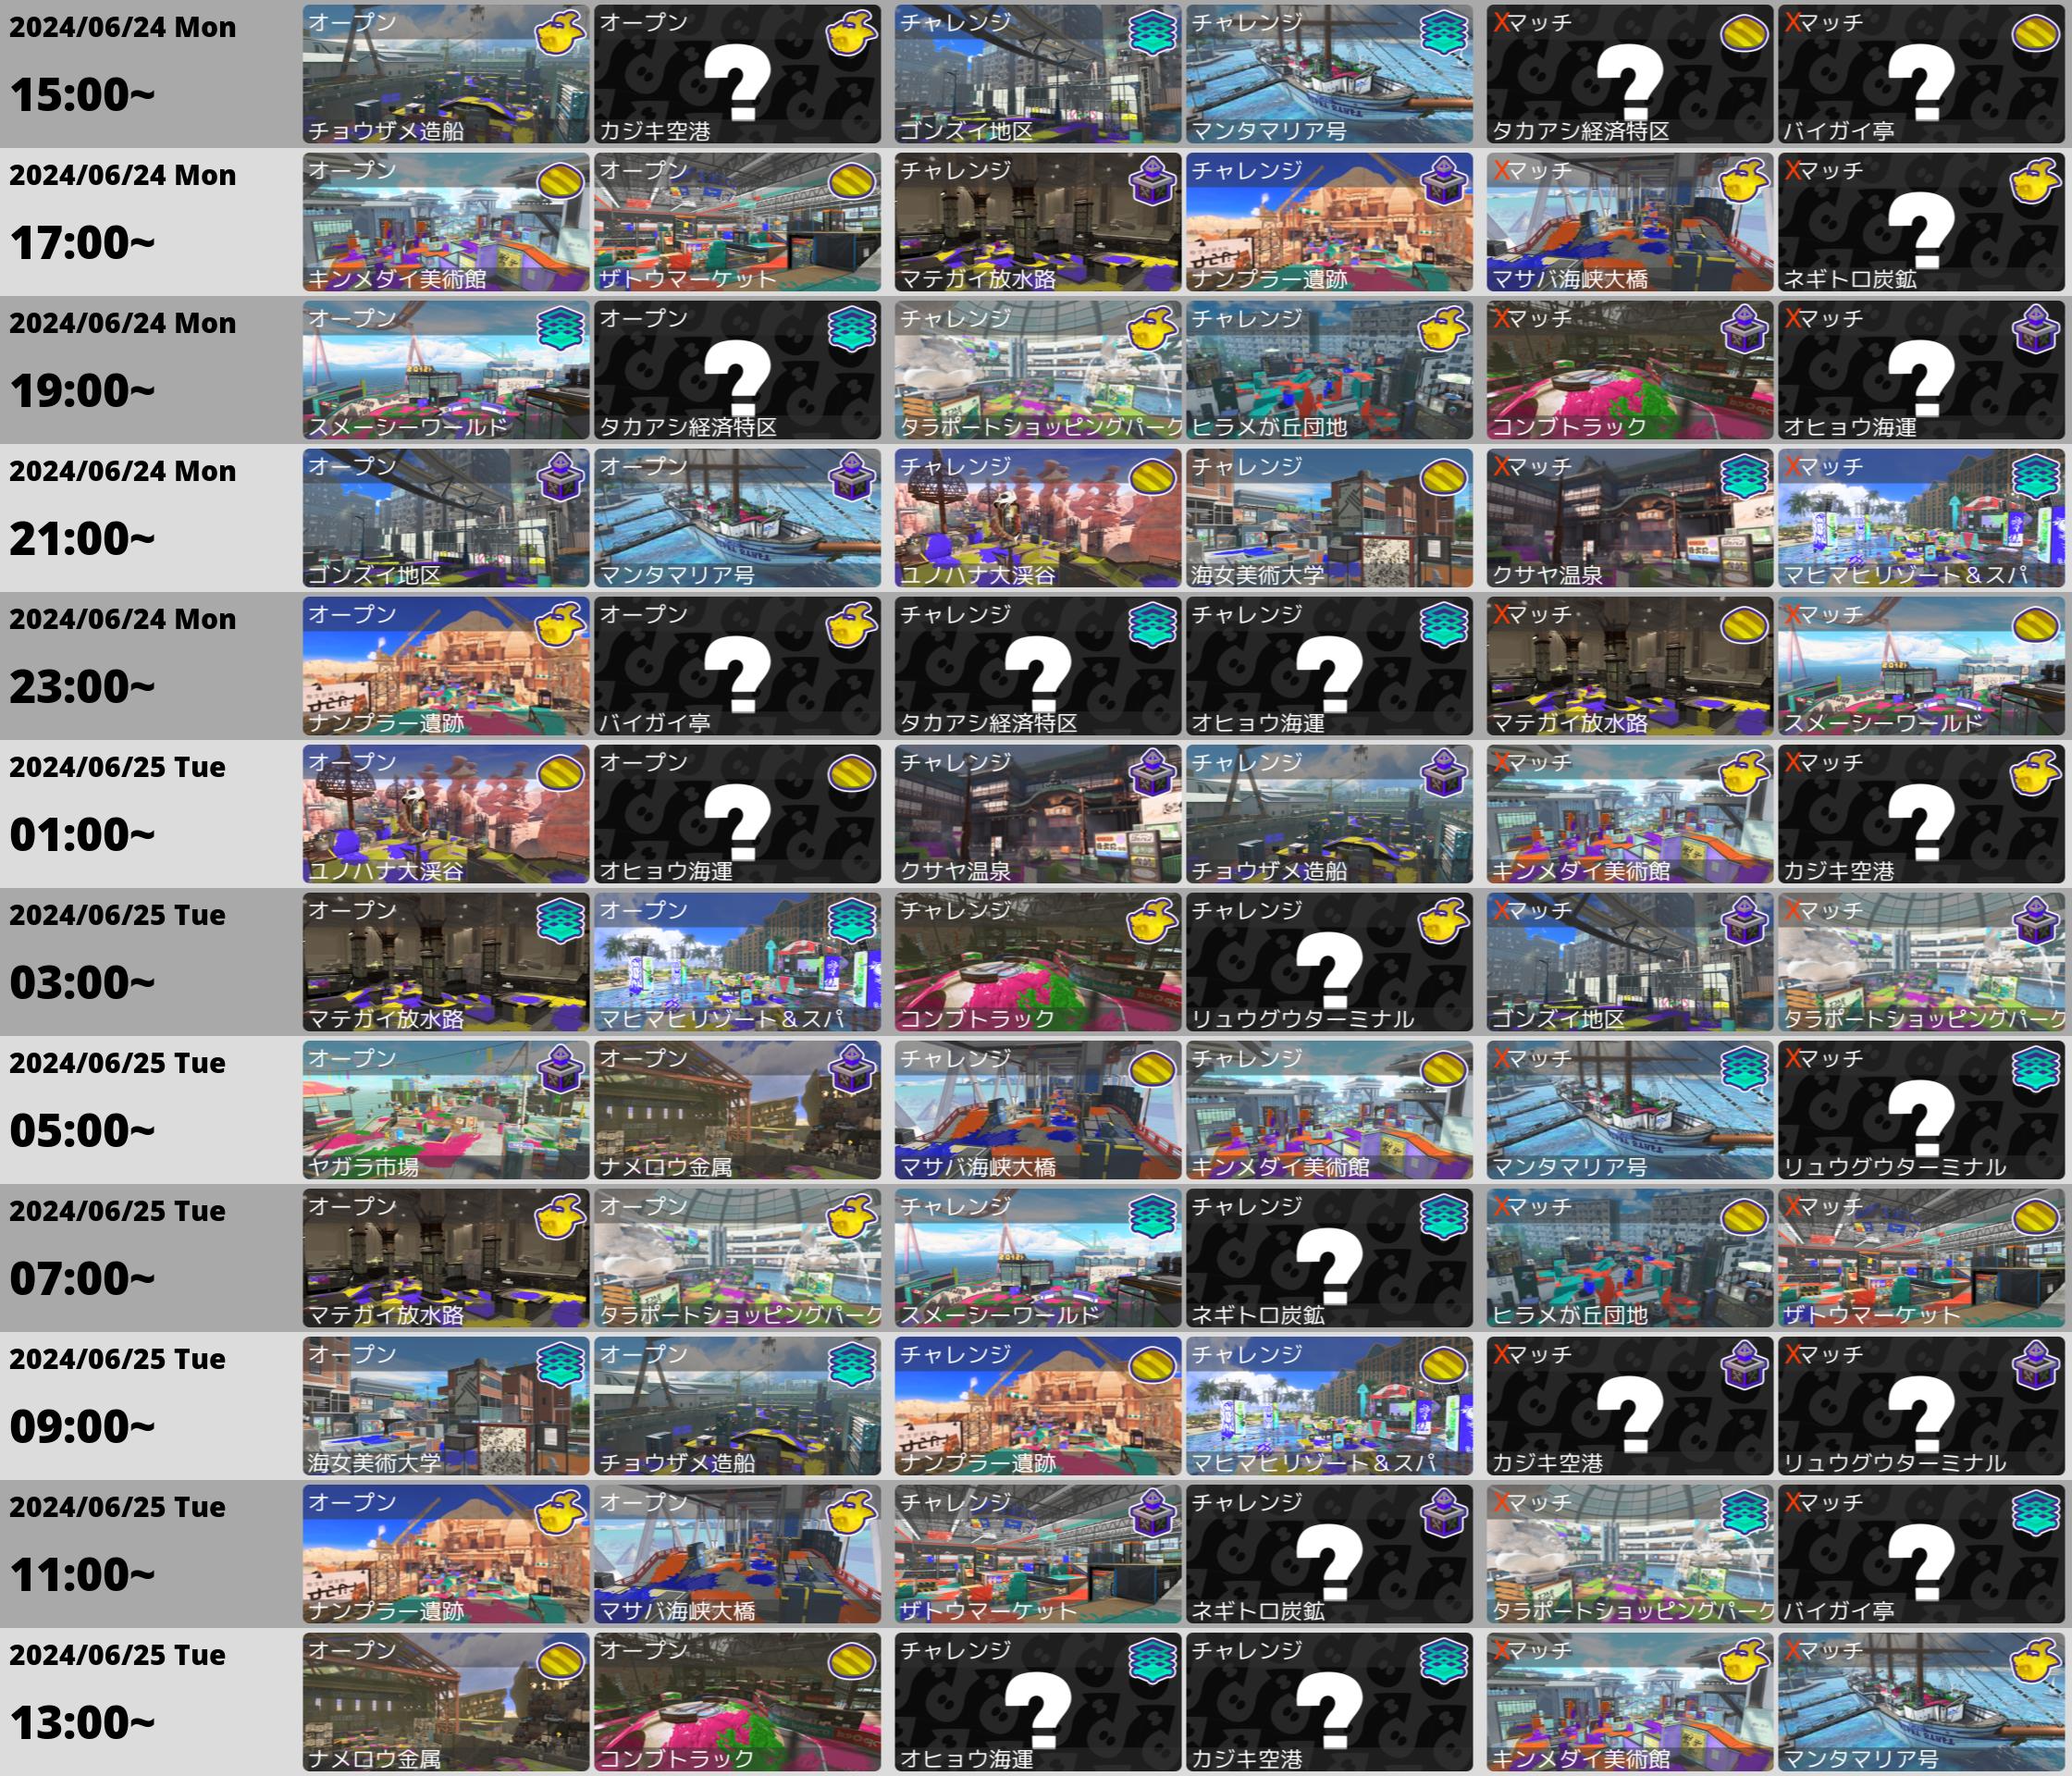 2024/06/24 Mon
15:00~
オープン
チョウザメ造船
オープン
カジキ空港
チャレンジ
ゴンズイ地区
チャレンジ
マンタマリア号
Xマッチ
タカアシ経済特区
Xマッチ
バイガイ亭
2024/06/24 Mon
17:00~
オープン
キンメダイ美術館
オープン
ザトウマーケット
チャレンジ
マテガイ放水路
チャレンジ
ナンプラー遺跡
Xマッチ
マサバ海峡大橋
Xマッチ
ネギトロ炭鉱
2024/06/24 Mon
19:00~
オープン
スメーシーワールド
オープン
タカアシ経済特区
チャレンジ
タラポートショッピングパーク
チャレンジ
ヒラメが丘団地
Xマッチ
コンブトラック
Xマッチ
オヒョウ海運
2024/06/24 Mon
21:00~
オープン
ゴンズイ地区
オープン
マンタマリア号
チャレンジ
ユノハナ大渓谷
チャレンジ
海女美術大学
Xマッチ
クサヤ温泉
Xマッチ
マヒマヒリゾート＆スパ
2024/06/24 Mon
23:00~
オープン
ナンプラー遺跡
オープン
バイガイ亭
チャレンジ
タカアシ経済特区
チャレンジ
オヒョウ海運
Xマッチ
マテガイ放水路
Xマッチ
スメーシーワールド
2024/06/25 Tue
01:00~
オープン
ユノハナ大渓谷
オープン
オヒョウ海運
チャレンジ
クサヤ温泉
チャレンジ
チョウザメ造船
Xマッチ
キンメダイ美術館
Xマッチ
カジキ空港
2024/06/25 Tue
03:00~
オープン
マテガイ放水路
オープン
マヒマヒリゾート＆スパ
チャレンジ
コンブトラック
チャレンジ
リュウグウターミナル
Xマッチ
ゴンズイ地区
Xマッチ
タラポートショッピングパーク
2024/06/25 Tue
05:00~
オープン
ヤガラ市場
オープン
ナメロウ金属
チャレンジ
マサバ海峡大橋
チャレンジ
キンメダイ美術館
Xマッチ
マンタマリア号
Xマッチ
リュウグウターミナル
2024/06/25 Tue
07:00~
オープン
マテガイ放水路
オープン
タラポートショッピングパーク
チャレンジ
スメーシーワールド
チャレンジ
ネギトロ炭鉱
Xマッチ
ヒラメが丘団地
Xマッチ
ザトウマーケット
2024/06/25 Tue
09:00~
オープン
海女美術大学
オープン
チョウザメ造船
チャレンジ
ナンプラー遺跡
チャレンジ
マヒマヒリゾート＆スパ
Xマッチ
カジキ空港
Xマッチ
リュウグウターミナル
2024/06/25 Tue
11:00~
オープン
ナンプラー遺跡
オープン
マサバ海峡大橋
チャレンジ
ザトウマーケット
チャレンジ
ネギトロ炭鉱
Xマッチ
タラポートショッピングパーク
Xマッチ
バイガイ亭
2024/06/25 Tue
13:00~
オープン
ナメロウ金属
オープン
コンブトラック
チャレンジ
オヒョウ海運
チャレンジ
カジキ空港
Xマッチ
キンメダイ美術館
Xマッチ
マンタマリア号